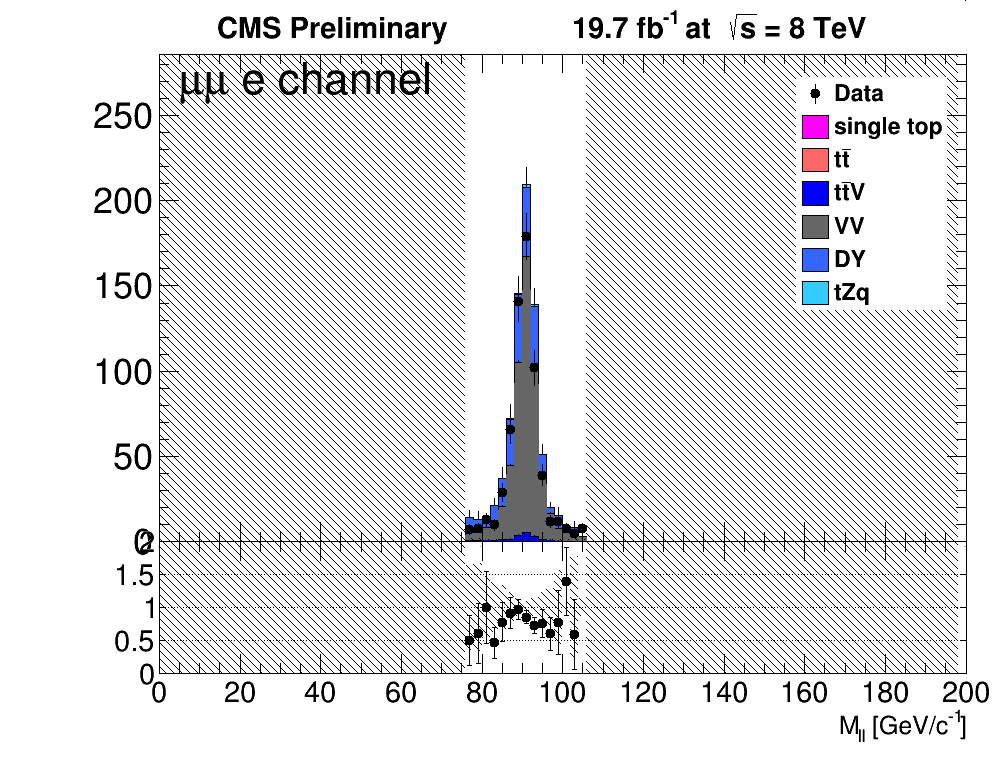 CMS Preliminary 19.7 fb⁻¹ at √s = 8 TeV
μμ e channel
Data
single top
tt̄
tt̄V
VV
DY
tZq
250
200
150
100
50
0
2
1.5
1
0.5
0
0 20 40 60 80 100 120 140 160 180 200
M_ll [GeV/c⁻¹]